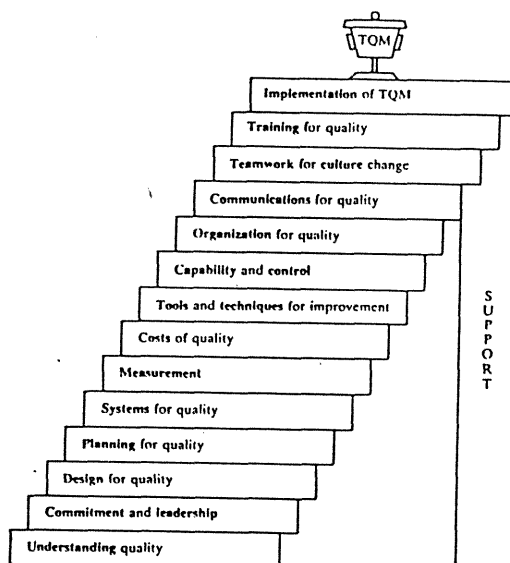 TQM
Implementation of TQM
Training for quality
Teamwork for culture change
Communications for quality
Organization for quality
Capability and control
Tools and techniques for improvement
Costs of quality
Measurement
Systems for quality
Planning for quality
Design for quality
Commitment and leadership
Understanding quality
SUPPORT